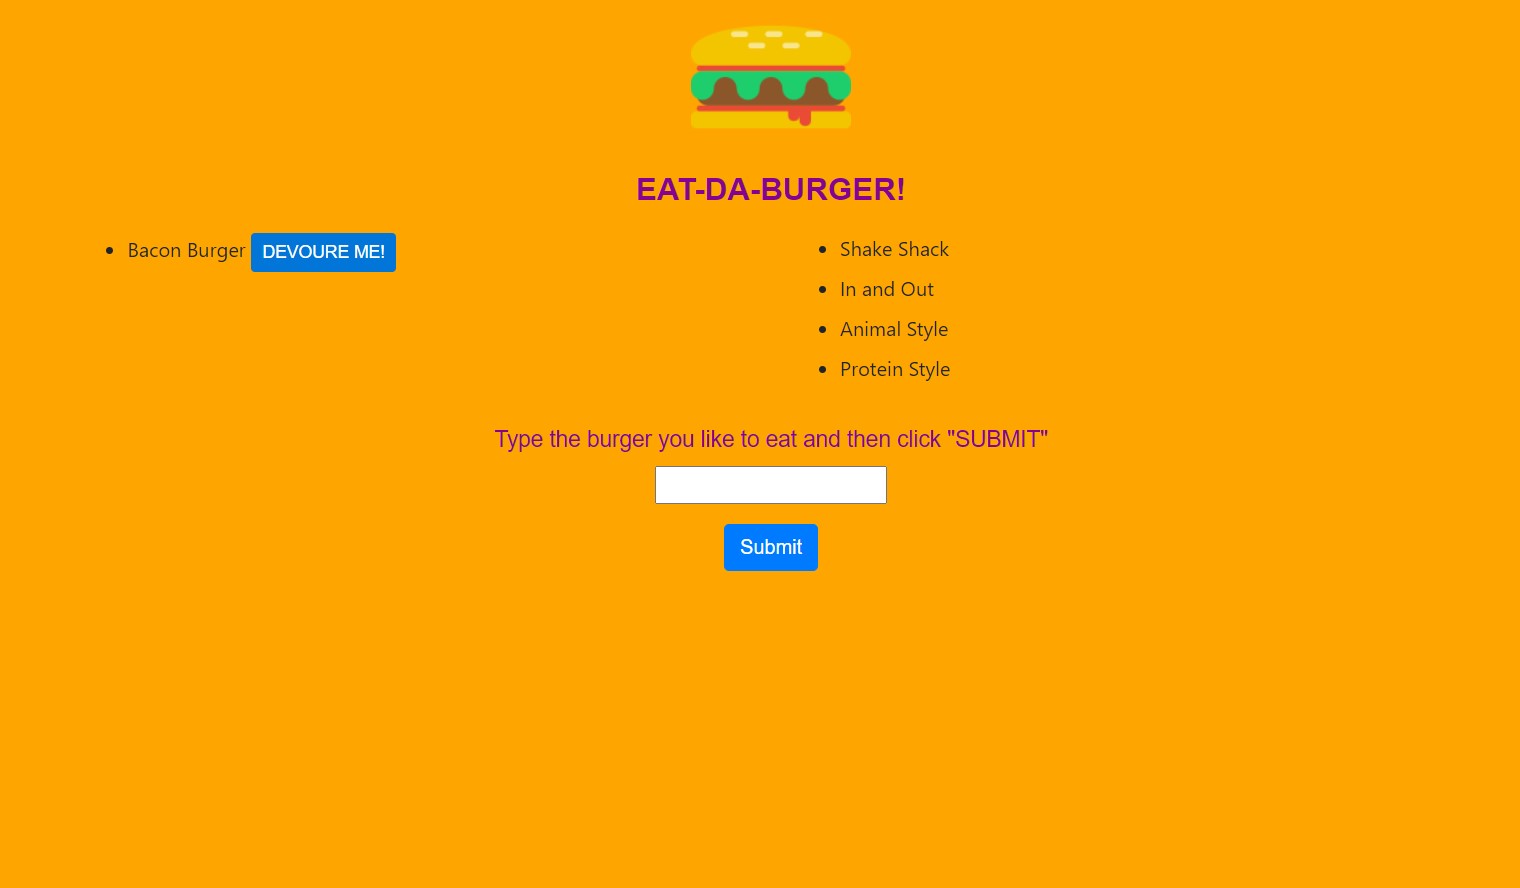 EAT-DA-BURGER!
Bacon Burger DEVOURE ME!
Shake Shack
In and Out
Animal Style
Protein Style
Type the burger you like to eat and then click "SUBMIT"
Submit